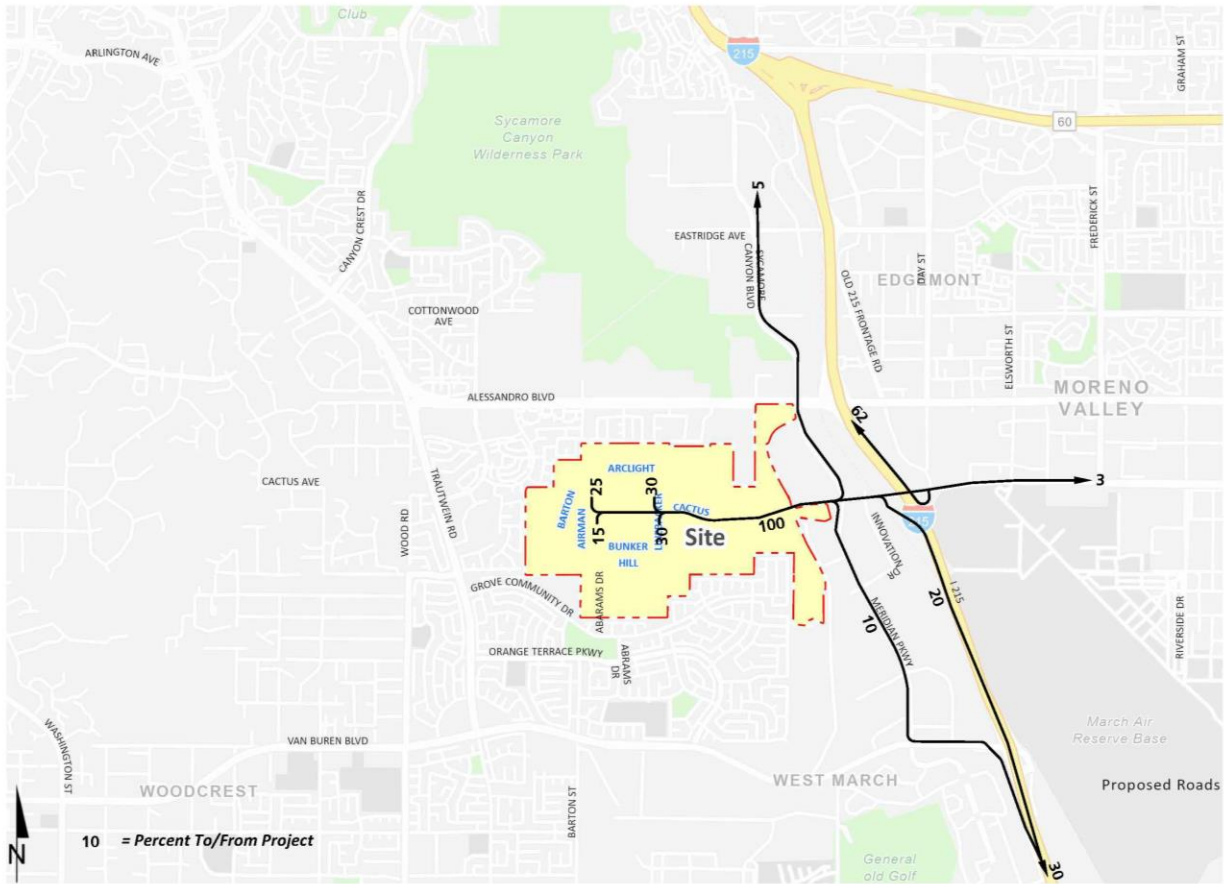 Club
ARLINGTON AVE
215
GRAHAM ST
60
Sycamore
Canyon
Wilderness Park
CANYON CREST DR
FREDERICK ST
5
EASTRIDGE AVE
SYCAMORE
CANYON BLVD
OLD 215 FRONTAGE RD
DAY ST
EDGEMONT
COTTONWOOD
AVE
ELSWORTH ST
MORENO
VALLEY
ALESSANDRO BLVD
62
CACTUS AVE
TRAUTWEIN RD
WOOD RD
ARCLIGHT
BARTON
AIRMAN
25
30
CACTUS
3
15
30
100
Site
BUNKER
HILL
215
INNOVATION DR
I 215
20
GROVE COMMUNITY DR
ABARAMS DR
10
MERIDIAN PKWY
RIVERSIDE DR
ORANGE TERRACE PKWY
ABRAMS
DR
WASHINGTON ST
VAN BUREN BLVD
March Air
Reserve Base
WOODCREST
WEST MARCH
Proposed Roads
BARTON ST
N
10 = Percent To/From Project
General
old Golf
30